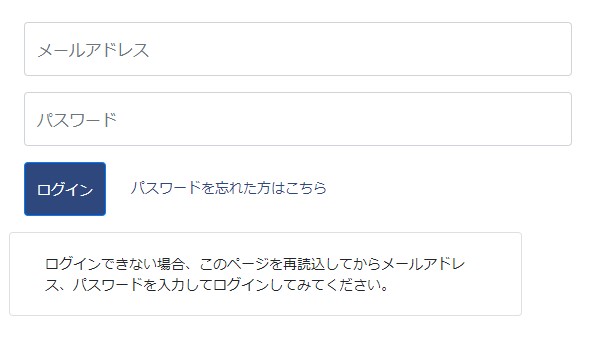 メールアドレス
パスワード
ログイン
パスワードを忘れた方はこちら
ログインできない場合、このページを再読込してからメールアドレ
ス、パスワードを入力してログインしてみてください。